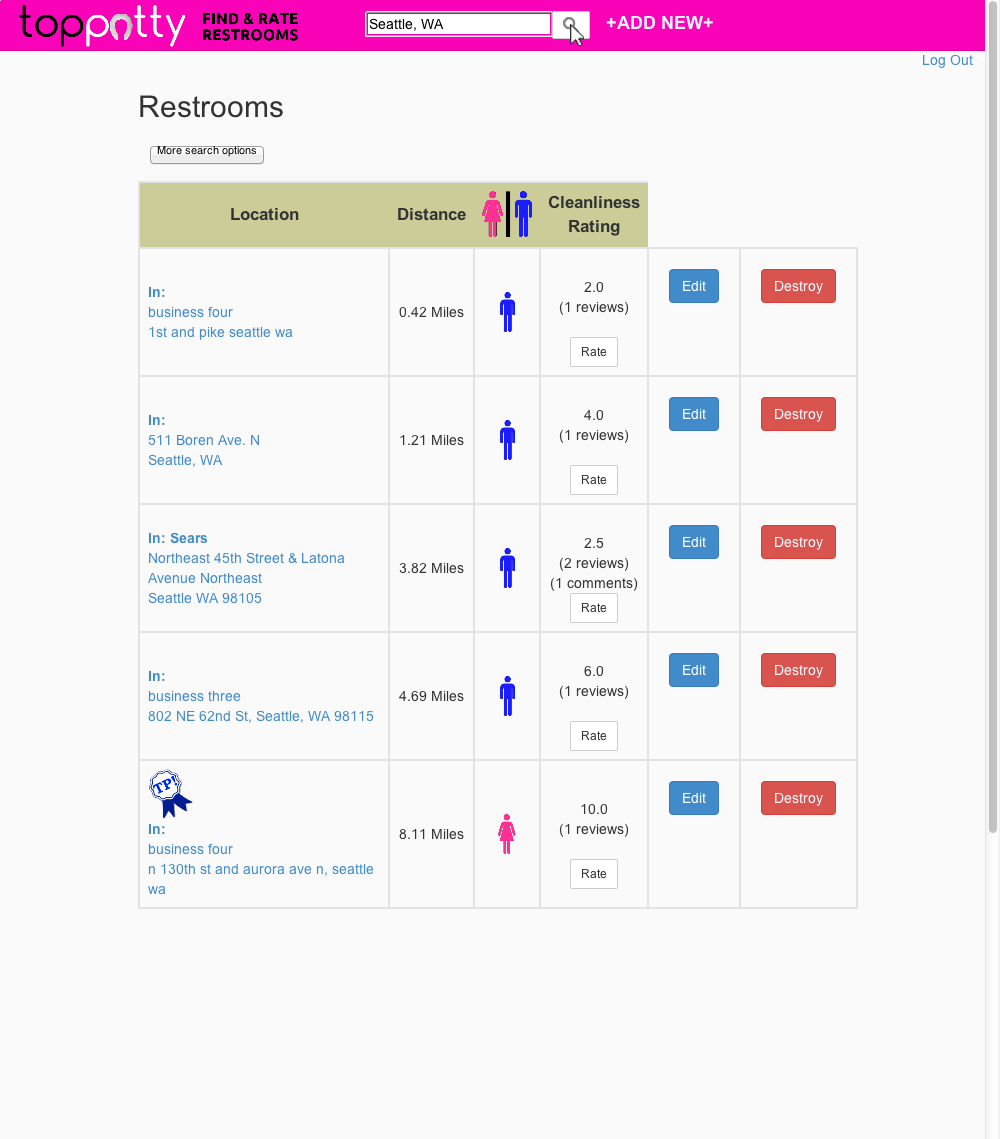 toppotty
FIND & RATE
RESTROOMS
Seattle, WA
+ADD NEW+
Log Out
Restrooms
More search options
Location
Distance
Cleanliness
Rating
In:
business four
1st and pike seattle wa
0.42 Miles
2.0
(1 reviews)
Rate
Edit
Destroy
In:
511 Boren Ave. N
Seattle, WA
1.21 Miles
4.0
(1 reviews)
Rate
Edit
Destroy
In: Sears
Northeast 45th Street & Latona
Avenue Northeast
Seattle WA 98105
3.82 Miles
2.5
(2 reviews)
(1 comments)
Rate
Edit
Destroy
In:
business three
802 NE 62nd St, Seattle, WA 98115
4.69 Miles
6.0
(1 reviews)
Rate
Edit
Destroy
TP!
In:
business four
n 130th st and aurora ave n, seattle
wa
8.11 Miles
10.0
(1 reviews)
Rate
Edit
Destroy